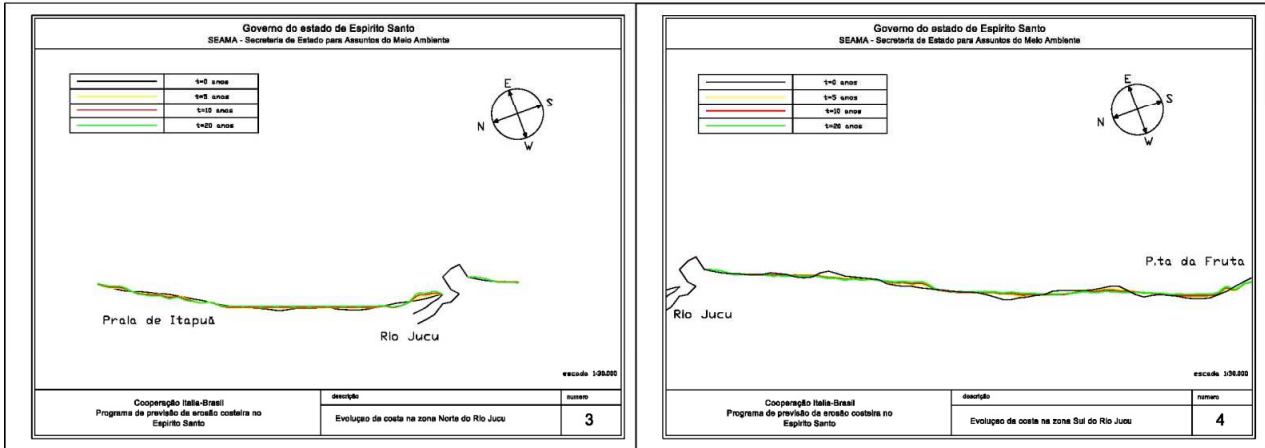 Governo do estado de Espirito Santo
SEAMA - Secretaria de Estado para Assuntos do Meio Ambiente
t=0 anos
t=5 anos
t=10 anos
t=20 anos
E
S
N
W
Praia de Itapuã
Rio Jucu
escada 1:30.000
Cooperação Italia-Brasil
Programa de previsão da erosão costeira no
Espirito Santo
descrição
Evoluçao da costa na zona Norte do Rio Jucu
numero
3
Governo do estado de Espirito Santo
SEAMA - Secretaria de Estado para Assuntos do Meio Ambiente
t=0 anos
t=5 anos
t=10 anos
t=20 anos
E
S
N
W
P.ta da Fruta
Rio Jucu
escada 1:30.000
Cooperação Italia-Brasil
Programa de previsão da erosão costeira no
Espirito Santo
descrição
Evoluçao da costa na zona Sul do Rio Jucu
numero
4